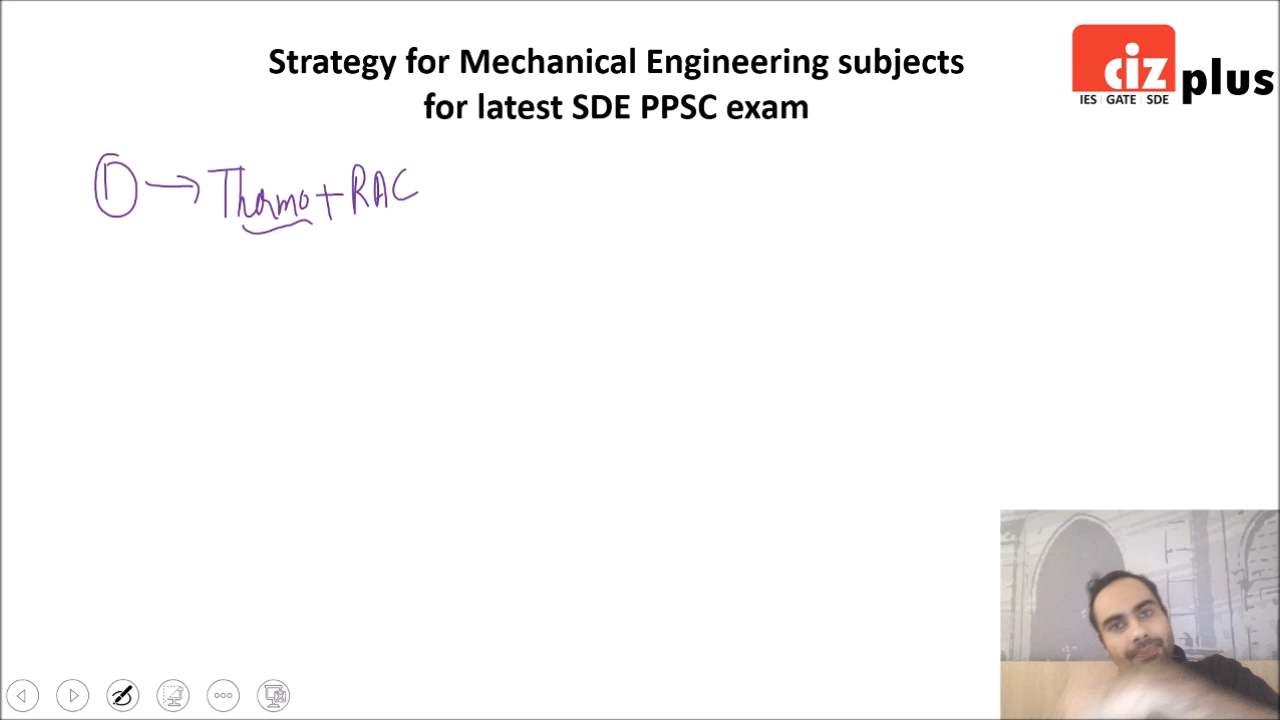 Strategy for Mechanical Engineering subjects
for latest SDE PPSC exam
ciz plus
IES | GATE | SDE
① → Thermo + RAC